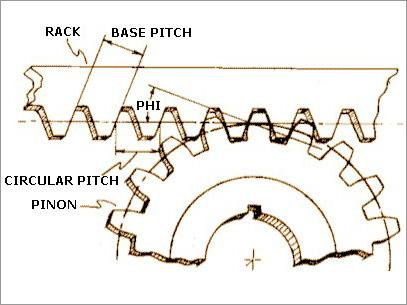 RACK
BASE PITCH
PHI
CIRCULAR PITCH
PINON